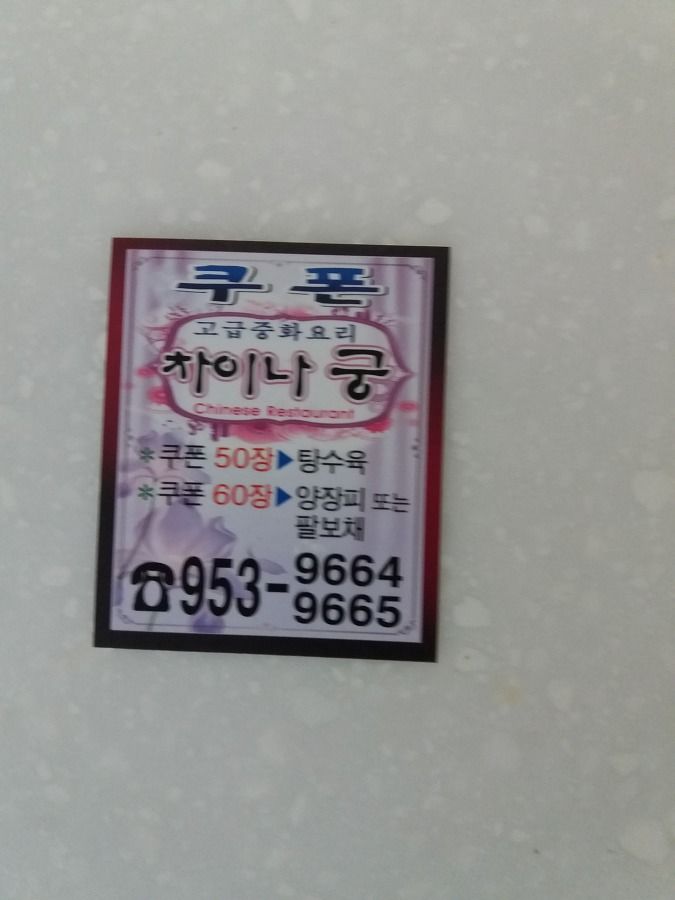 쿠 폰
고급중화요리
차이나 궁
Chinese Restaurant
*쿠폰 50장▶탕수육
*쿠폰 60장▶양장피 또는
팔보채
☎953-9664
9665